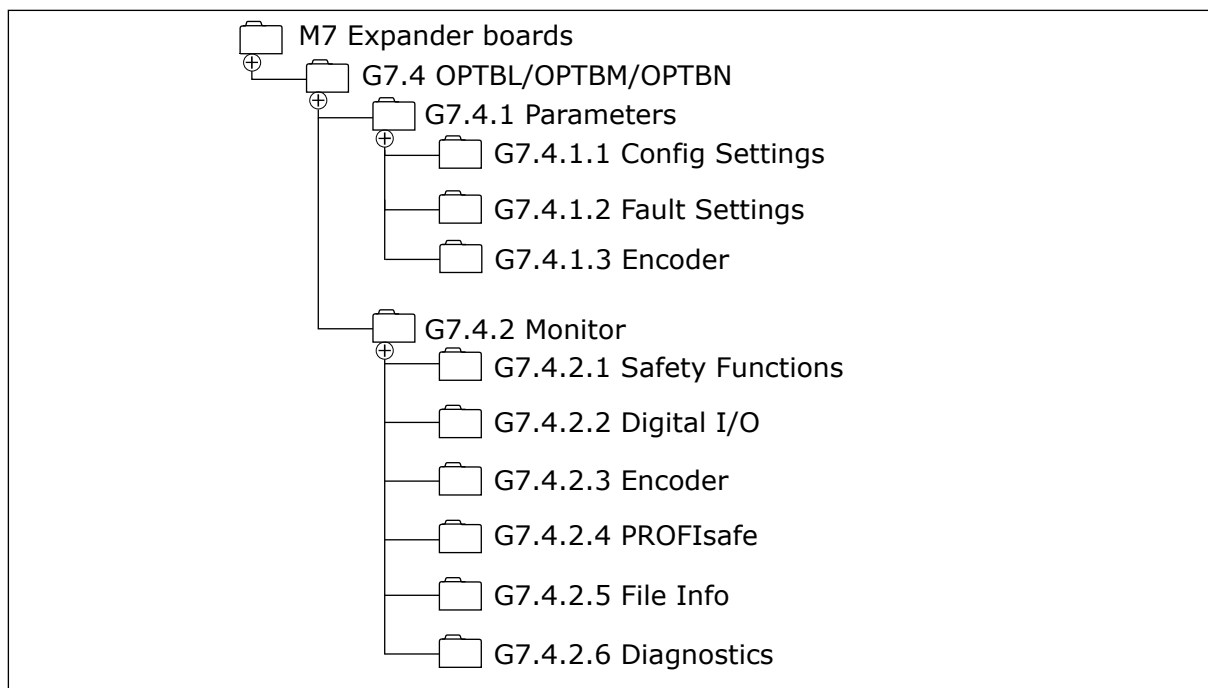 M7 Expander boards
G7.4 OPTBL/OPTBM/OPTBN
G7.4.1 Parameters
G7.4.1.1 Config Settings
G7.4.1.2 Fault Settings
G7.4.1.3 Encoder
G7.4.2 Monitor
G7.4.2.1 Safety Functions
G7.4.2.2 Digital I/O
G7.4.2.3 Encoder
G7.4.2.4 PROFIsafe
G7.4.2.5 File Info
G7.4.2.6 Diagnostics